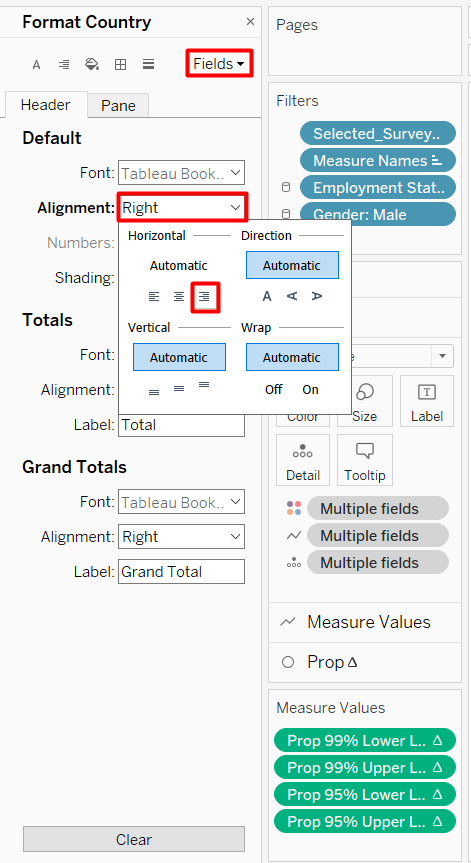 Format Country
Fields
Header
Pane
Default
Font: Tableau Book..
Alignment: Right
Numbers:
Shading:
Horizontal
Direction
Automatic
Automatic
A A A
Vertical
Wrap
Automatic
Automatic
Off On
Totals
Font:
Alignment:
Label: Total
Grand Totals
Font: Tableau Book..
Alignment: Right
Label: Grand Total
Clear
Pages
Filters
Selected_Survey..
Measure Names
Employment Stat..
Gender: Male
Color
Size
Label
Detail
Tooltip
Multiple fields
Multiple fields
Multiple fields
Measure Values
Prop Δ
Measure Values
Prop 99% Lower L.. Δ
Prop 99% Upper L.. Δ
Prop 95% Lower L.. Δ
Prop 95% Upper L.. Δ